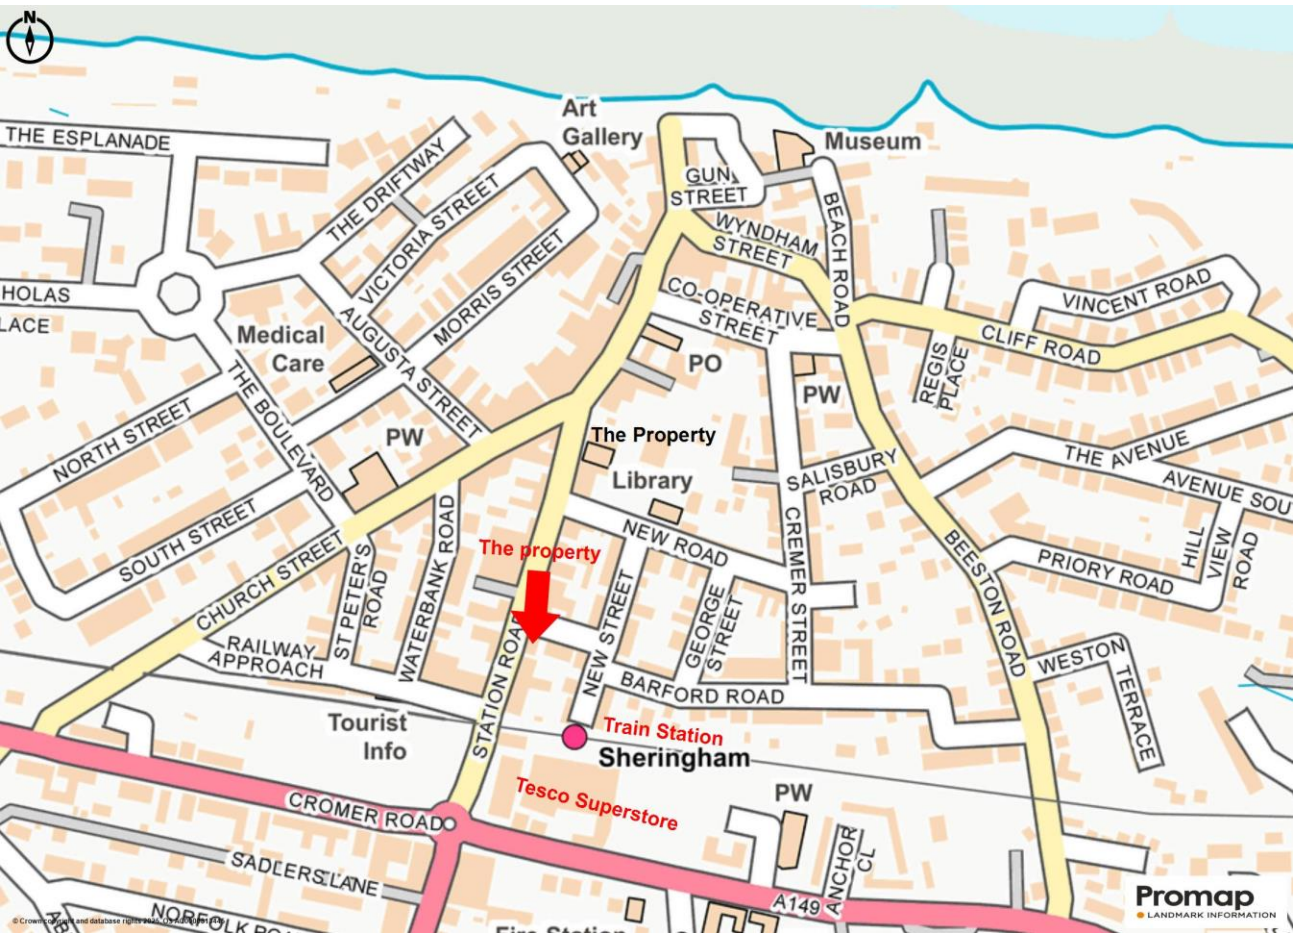 N
THE ESPLANADE
THE DRIFTWAY
VICTORIA STREET
MORRIS STREET
Art
Gallery
GUN
STREET
Museum
WYNDHAM
STREET
BEACH ROAD
HOLAS
LACE
CO-OPERATIVE
STREET
VINCENT ROAD
CLIFF ROAD
REGIS
PLACE
Medical
Care
AUGUSTA STREET
PO
PW
THE BOULEVARD
NORTH STREET
PW
The Property
Library
THE AVENUE
AVENUE SOU
SALISBURY
ROAD
SOUTH STREET
CHURCH STREET
ST PETER'S
ROAD
WATERBANK ROAD
The property
NEW ROAD
CREMER STREET
BEESTON ROAD
PRIORY ROAD
HILL
VIEW
ROAD
NEW STREET
GEORGE
STREET
RAILWAY
APPROACH
STATION ROAD
BARFORD ROAD
WESTON
TERRACE
Tourist
Info
Train Station
Sheringham
Tesco Superstore
PW
CROMER ROAD
SADLERS LANE
NORFOLK ROA
A149
ANCHOR
CL
Fire Station
Promap
LANDMARK INFORMATION